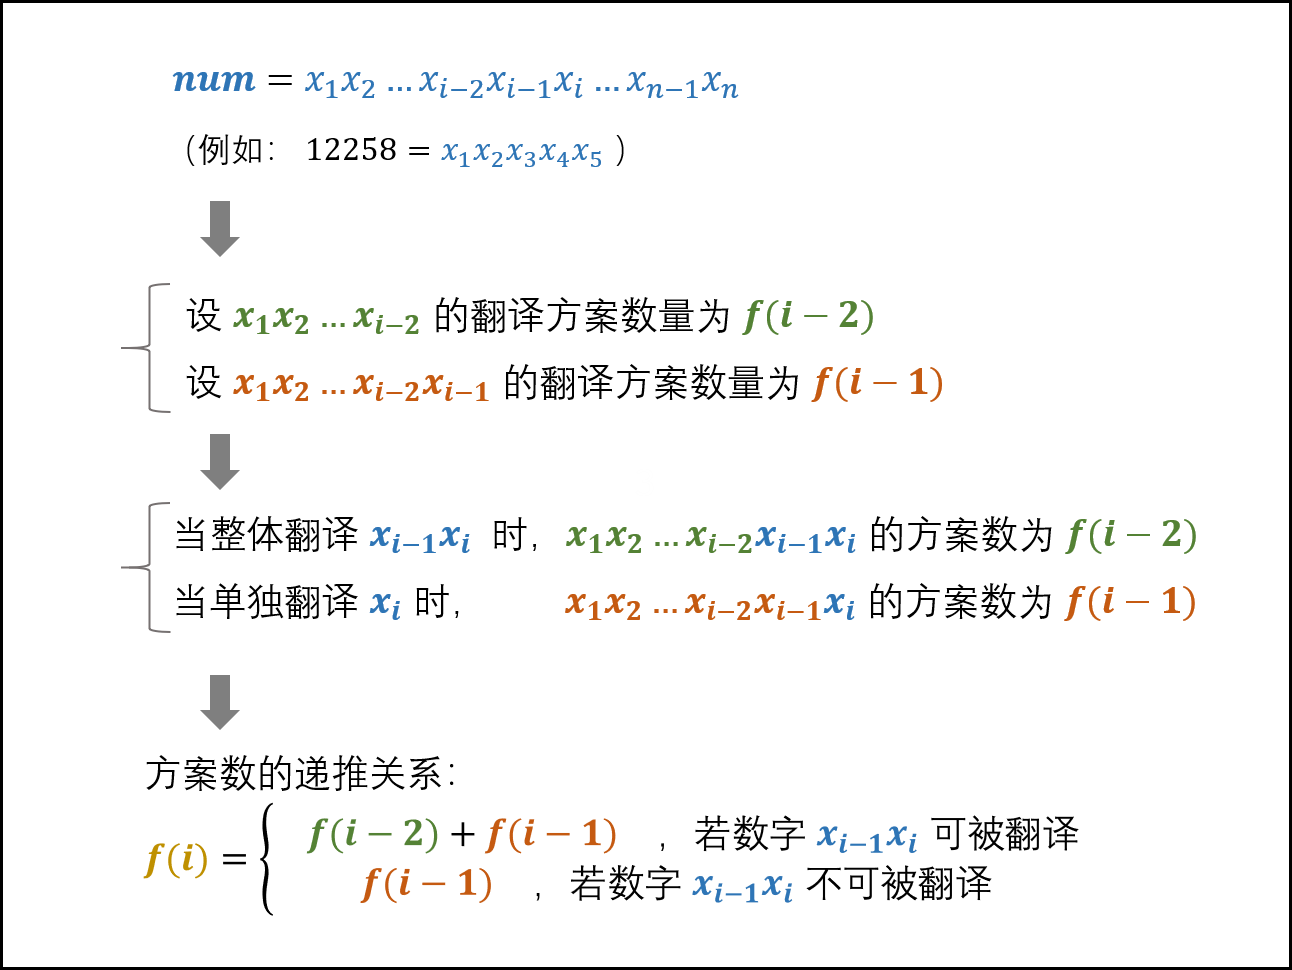 num = x₁x₂ … xᵢ₋₂xᵢ₋₁xᵢ … xₙ₋₁xₙ
（例如： 12258 = x₁x₂x₃x₄x₅ ）
设 x₁x₂ … xᵢ₋₂ 的翻译方案数量为 f(i − 2)
设 x₁x₂ … xᵢ₋₂xᵢ₋₁ 的翻译方案数量为 f(i − 1)
当整体翻译 xᵢ₋₁xᵢ 时， x₁x₂ … xᵢ₋₂xᵢ₋₁xᵢ 的方案数为 f(i − 2)
当单独翻译 xᵢ 时， x₁x₂ … xᵢ₋₂xᵢ₋₁xᵢ 的方案数为 f(i − 1)
方案数的递推关系：
f(i) = {
f(i − 2) + f(i − 1) ，若数字 xᵢ₋₁xᵢ 可被翻译
f(i − 1) ，若数字 xᵢ₋₁xᵢ 不可被翻译